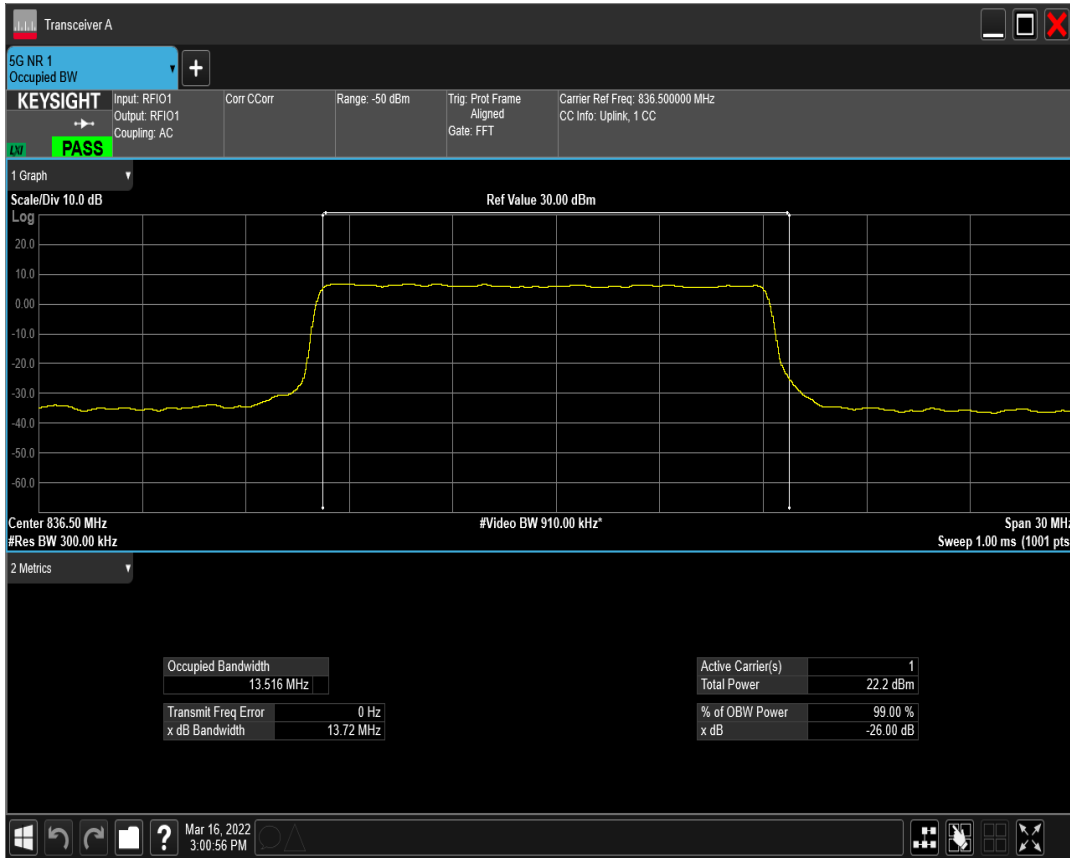 Transceiver A
5G NR 1
Occupied BW
KEYSIGHT
LXI
PASS
Input: RFIO1
Output: RFIO1
Coupling: AC
Corr CCorr
Range: -50 dBm
Trig: Prot Frame
Aligned
Gate: FFT
Carrier Ref Freq: 836.500000 MHz
CC Info: Uplink, 1 CC
1 Graph
Scale/Div 10.0 dB
Ref Value 30.00 dBm
Log
20.0
10.0
0.00
-10.0
-20.0
-30.0
-40.0
-50.0
-60.0
Center 836.50 MHz
#Video BW 910.00 kHz*
Span 30 MHz
#Res BW 300.00 kHz
Sweep 1.00 ms (1001 pts
2 Metrics
Occupied Bandwidth
13.516 MHz
Transmit Freq Error 0 Hz
x dB Bandwidth 13.72 MHz
Active Carrier(s) 1
Total Power 22.2 dBm
% of OBW Power 99.00 %
x dB -26.00 dB
?
Mar 16, 2022
3:00:56 PM